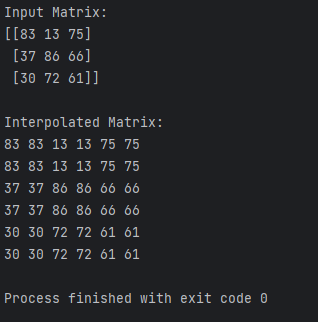 Input Matrix:
[[83 13 75]
 [37 86 66]
 [30 72 61]]
Interpolated Matrix:
83 83 13 13 75 75
83 83 13 13 75 75
37 37 86 86 66 66
37 37 86 86 66 66
30 30 72 72 61 61
30 30 72 72 61 61
Process finished with exit code 0